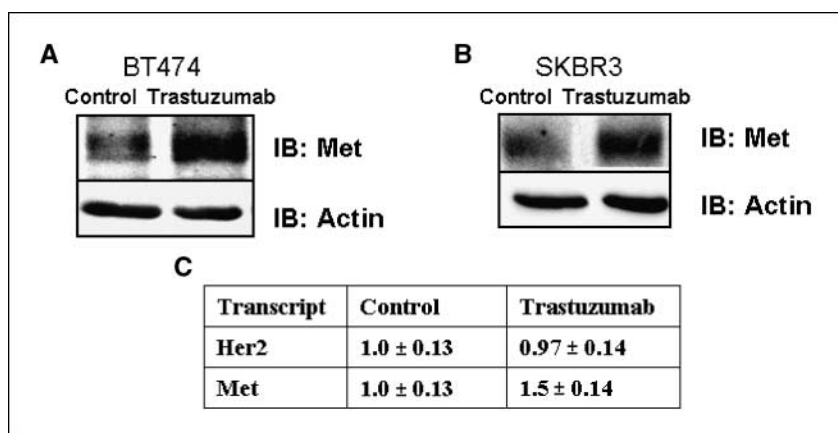 A
BT474
Control Trastuzumab
IB: Met
IB: Actin
B
SKBR3
Control Trastuzumab
IB: Met
IB: Actin
C
Transcript Control Trastuzumab
Her2 1.0 ± 0.13 0.97 ± 0.14
Met 1.0 ± 0.13 1.5 ± 0.14